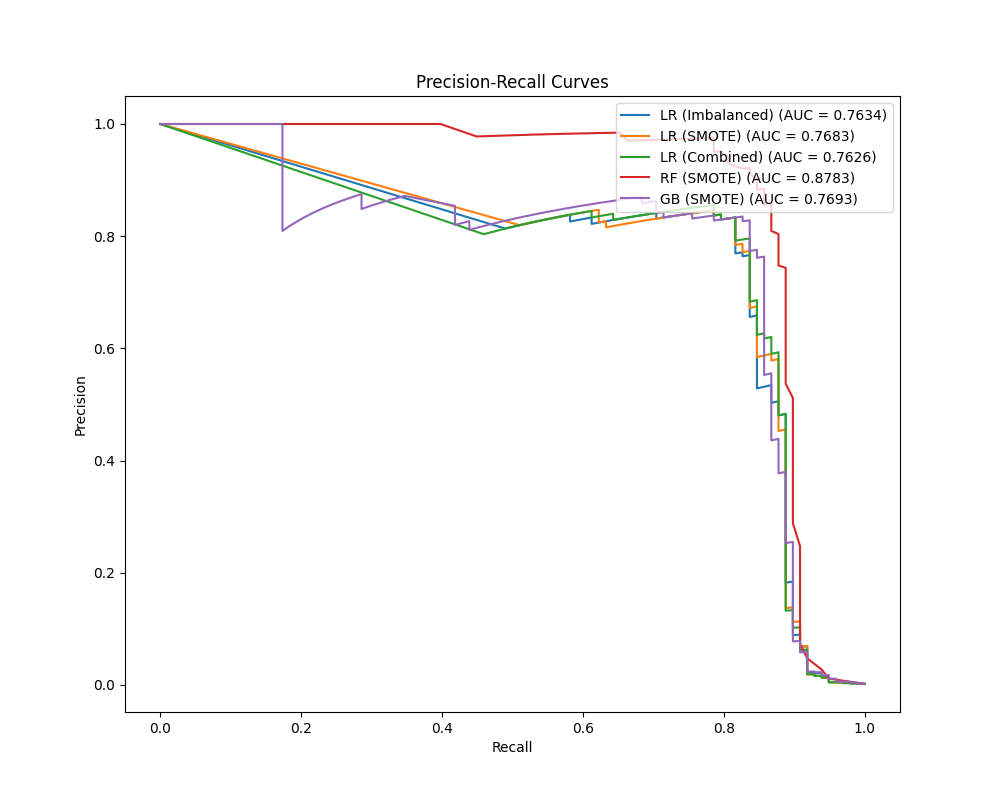 Precision-Recall Curves
LR (Imbalanced) (AUC = 0.7634)
LR (SMOTE) (AUC = 0.7683)
LR (Combined) (AUC = 0.7626)
RF (SMOTE) (AUC = 0.8783)
GB (SMOTE) (AUC = 0.7693)
1.0
0.8
0.6
0.4
0.2
0.0
Precision
0.0 0.2 0.4 0.6 0.8 1.0
Recall